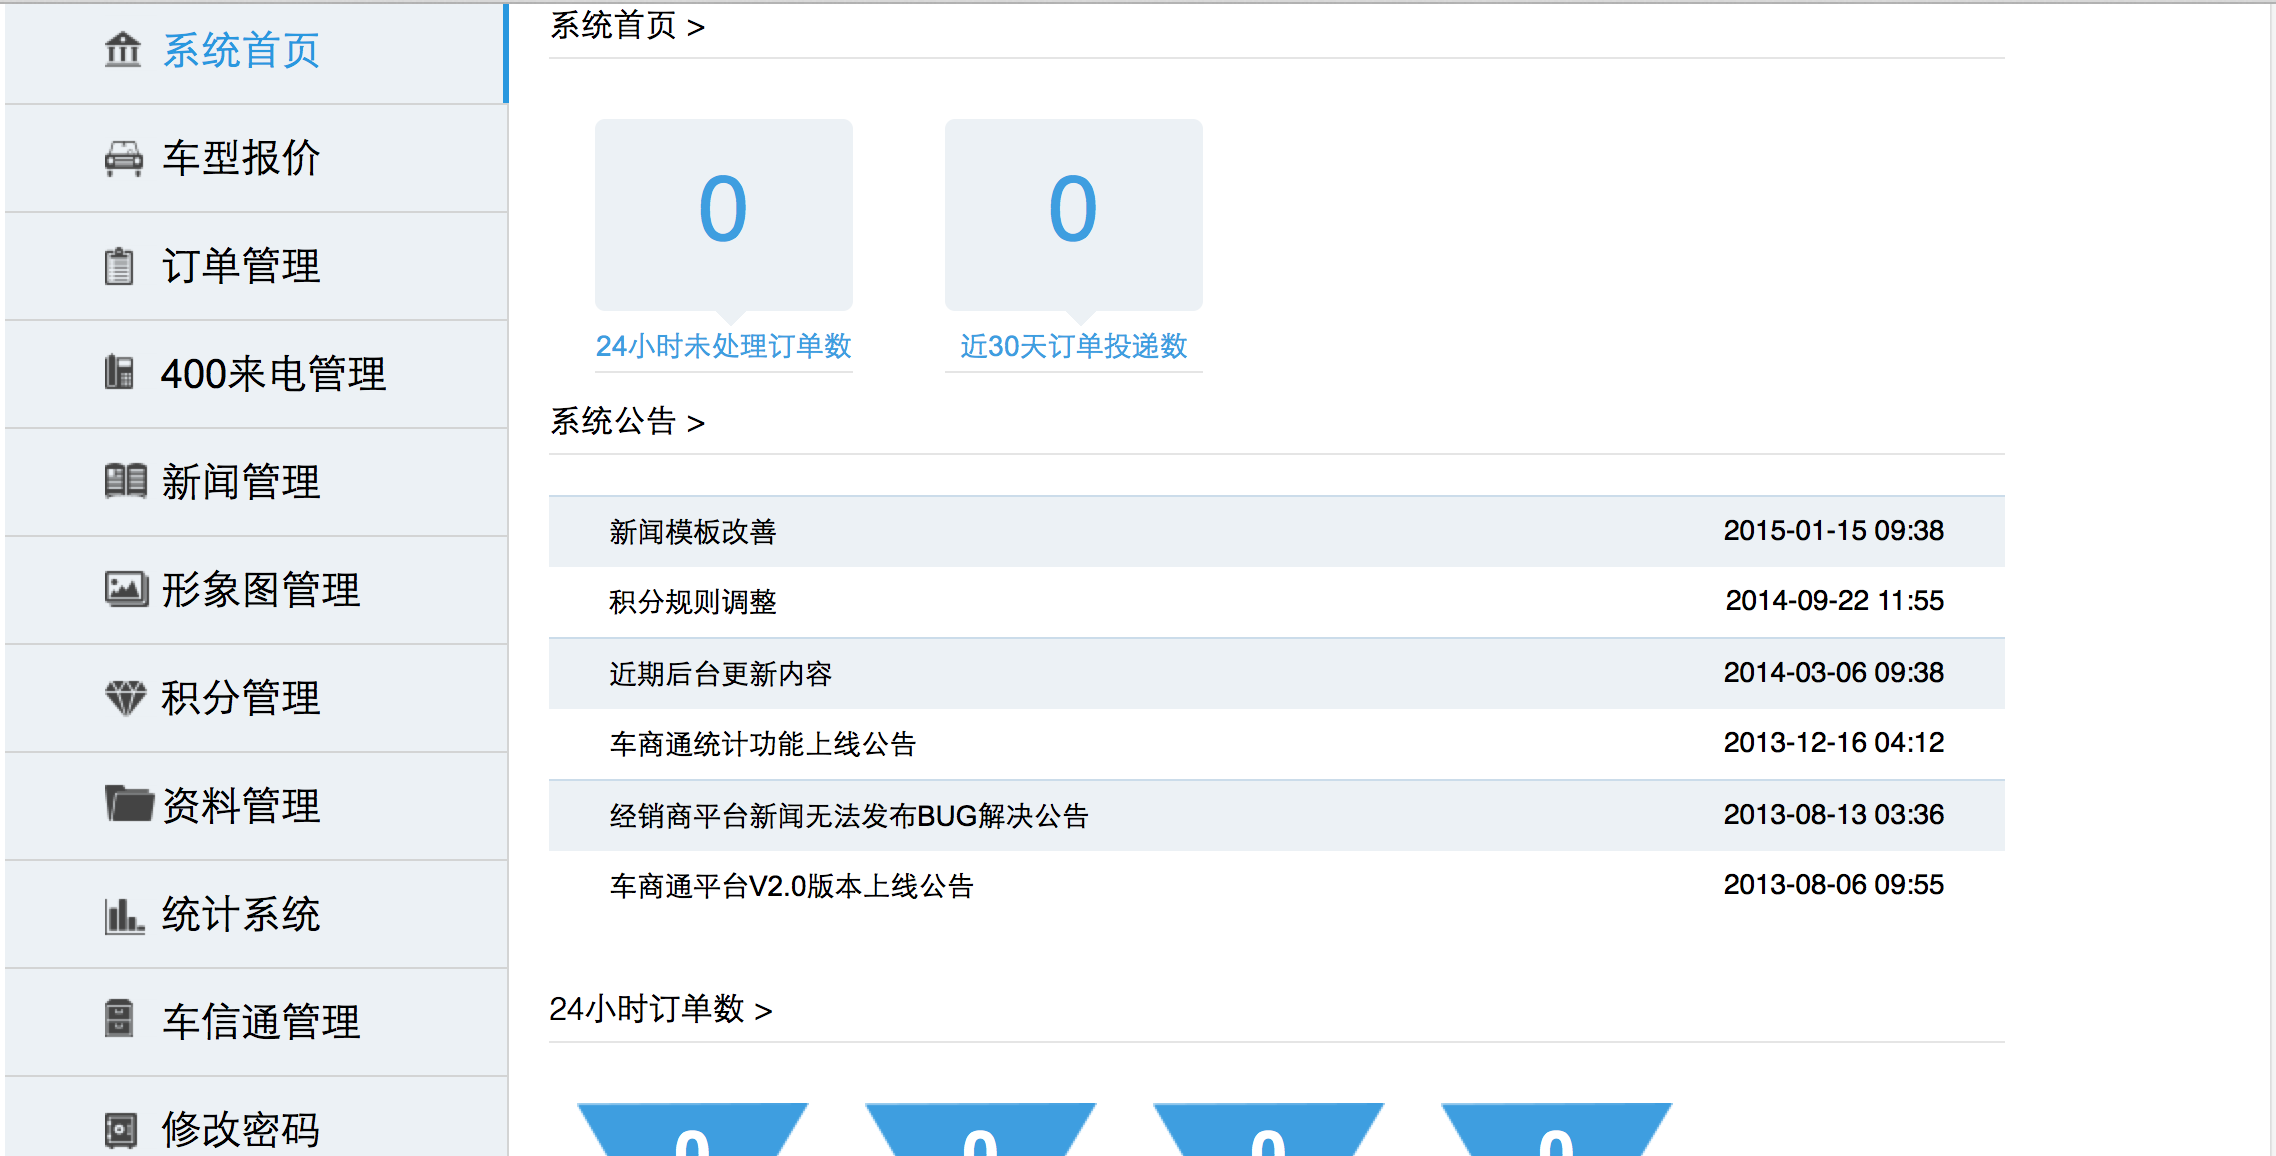 系统首页
车型报价
订单管理
400来电管理
新闻管理
形象图管理
积分管理
资料管理
统计系统
车信通管理
修改密码
系统首页 >
0
0
24小时未处理订单数
近30天订单投递数
系统公告 >
新闻模板改善 2015-01-15 09:38
积分规则调整 2014-09-22 11:55
近期后台更新内容 2014-03-06 09:38
车商通统计功能上线公告 2013-12-16 04:12
经销商平台新闻无法发布BUG解决公告 2013-08-13 03:36
车商通平台V2.0版本上线公告 2013-08-06 09:55
24小时订单数 >